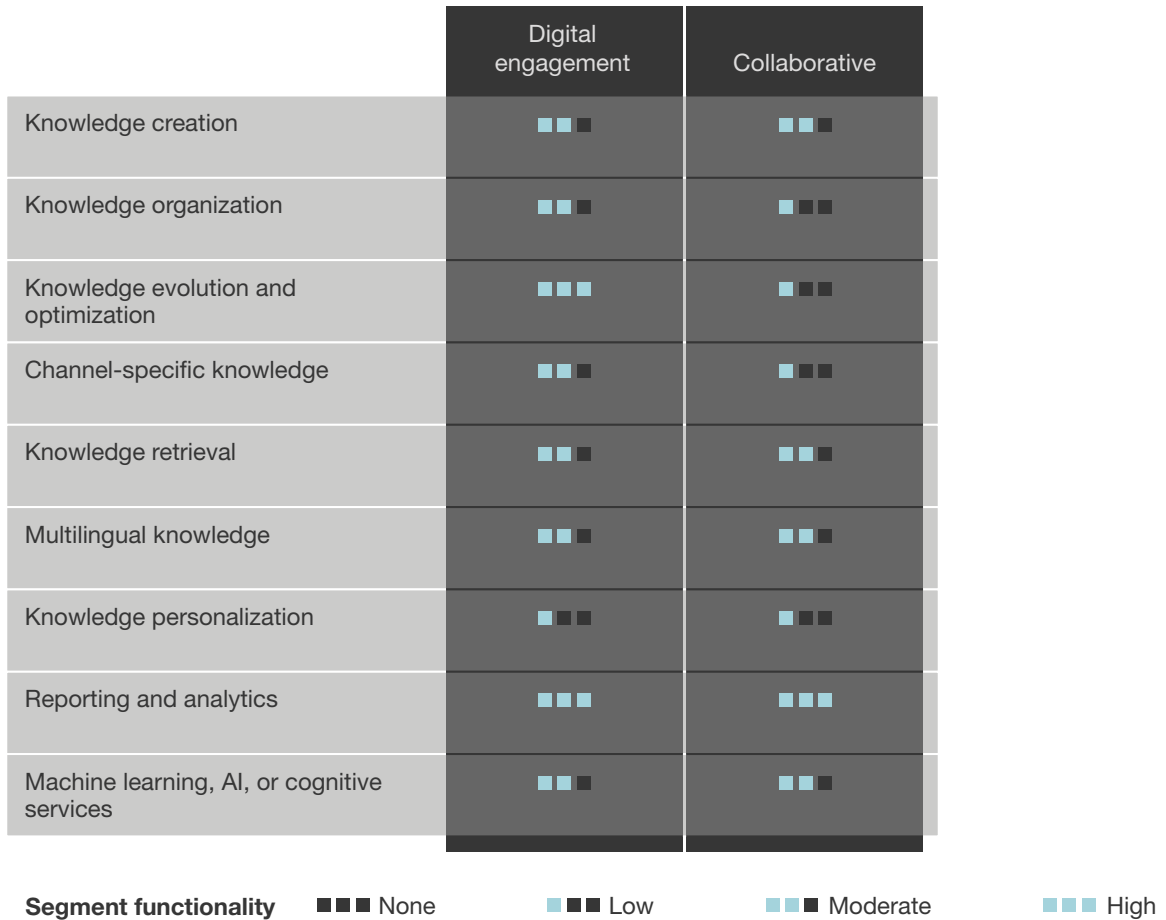 Digital
engagement
Collaborative
Knowledge creation
Knowledge organization
Knowledge evolution and
optimization
Channel-specific knowledge
Knowledge retrieval
Multilingual knowledge
Knowledge personalization
Reporting and analytics
Machine learning, AI, or cognitive
services
Segment functionality None Low Moderate High